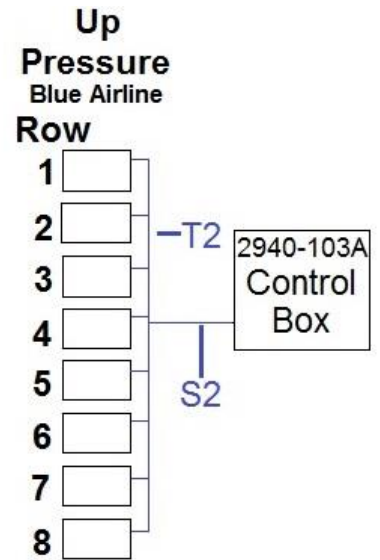 Up
Pressure
Blue Airline
Row
1
2
T2
2940-103A
3
Control
4
Box
5
S2
6
7
8